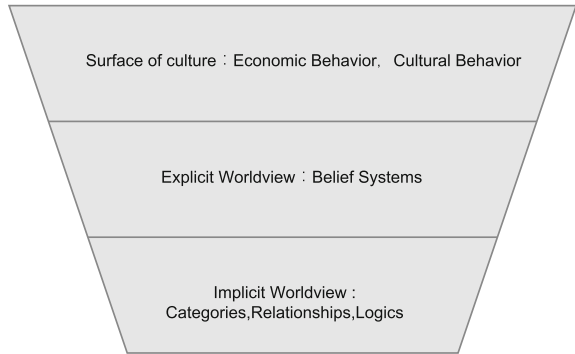 Surface of culture：Economic Behavior, Cultural Behavior
Explicit Worldview：Belief Systems
Implicit Worldview :
Categories,Relationships,Logics